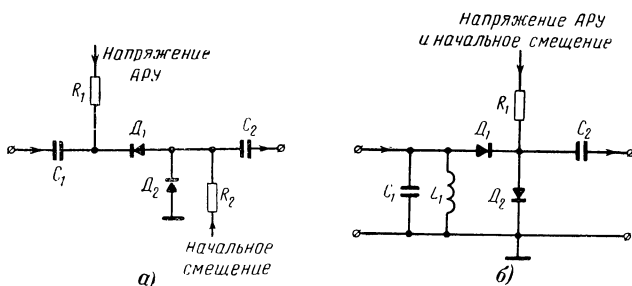 Напряжение
АРУ
R₁
Д₁
C₂
C₁
Д₂
R₂
Начальное
смещение
а)
Напряжение АРУ
и начальное смещение
R₁
Д₁
C₂
C₁
L₁
Д₂
б)